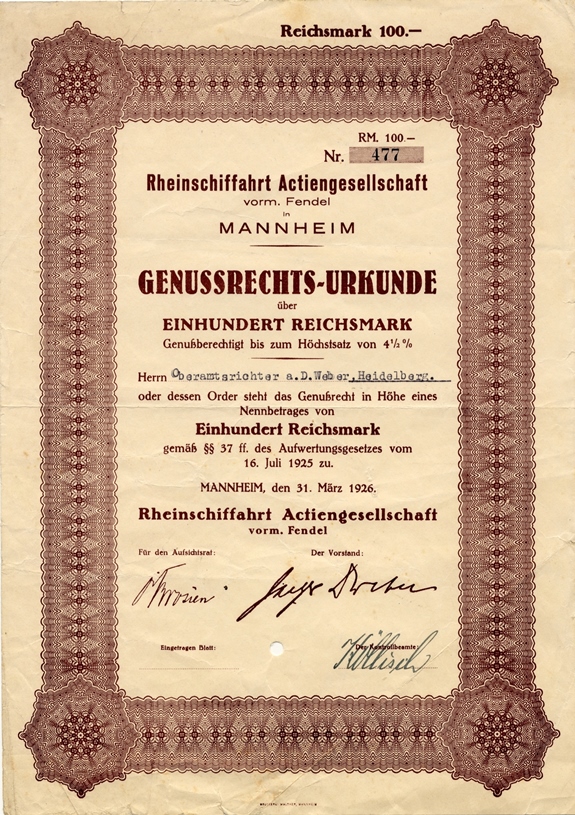 Reichsmark 100.—
RM. 100.—
Nr. 477
Rheinschiffahrt Actiengesellschaft
vorm. Fendel
in
MANNHEIM
GENUSSRECHTS-URKUNDE
über
EINHUNDERT REICHSMARK
Genußberechtigt bis zum Höchstsatz von 4½%
Herrn Oberamtsrichter a.D.Weber,Heidelberg.
oder dessen Order steht das Genußrecht in Höhe eines
Nennbetrages von
Einhundert Reichsmark
gemäß §§ 37 ff. des Aufwertungsgesetzes vom
16. Juli 1925 zu.
MANNHEIM, den 31. März 1926.
Rheinschiffahrt Actiengesellschaft
vorm. Fendel
Für den Aufsichtsrat: Der Vorstand:
Eingetragen Blatt: Der Kontrollbeamte: